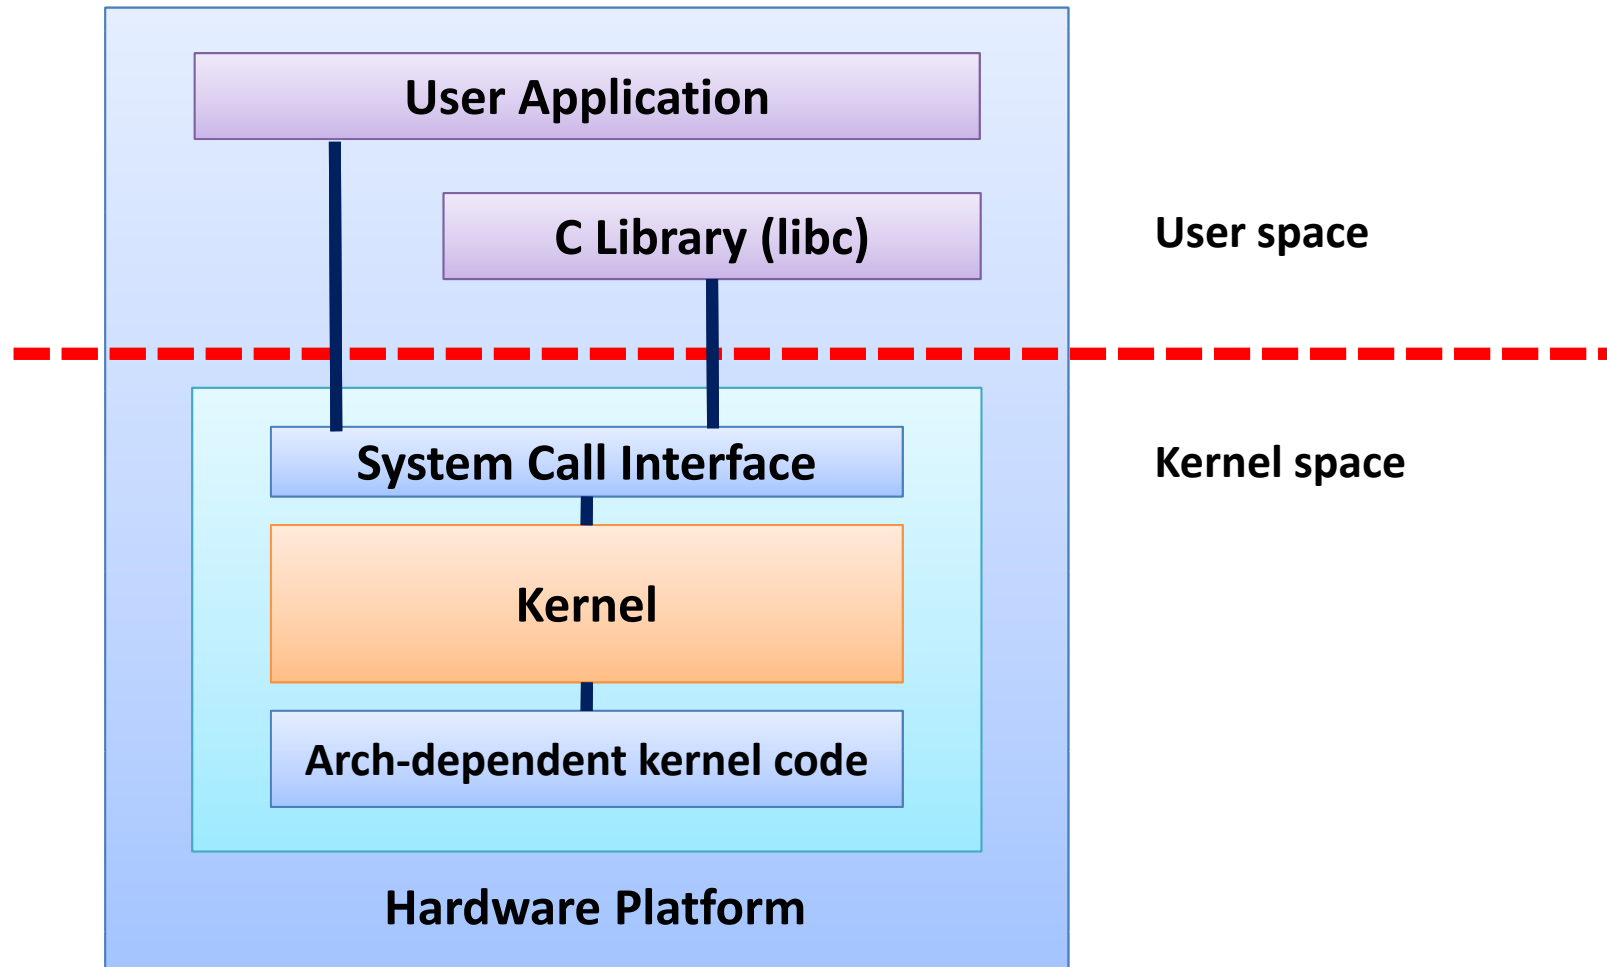 User Application
C Library (libc)
User space
System Call Interface
Kernel space
Kernel
Arch-dependent kernel code
Hardware Platform